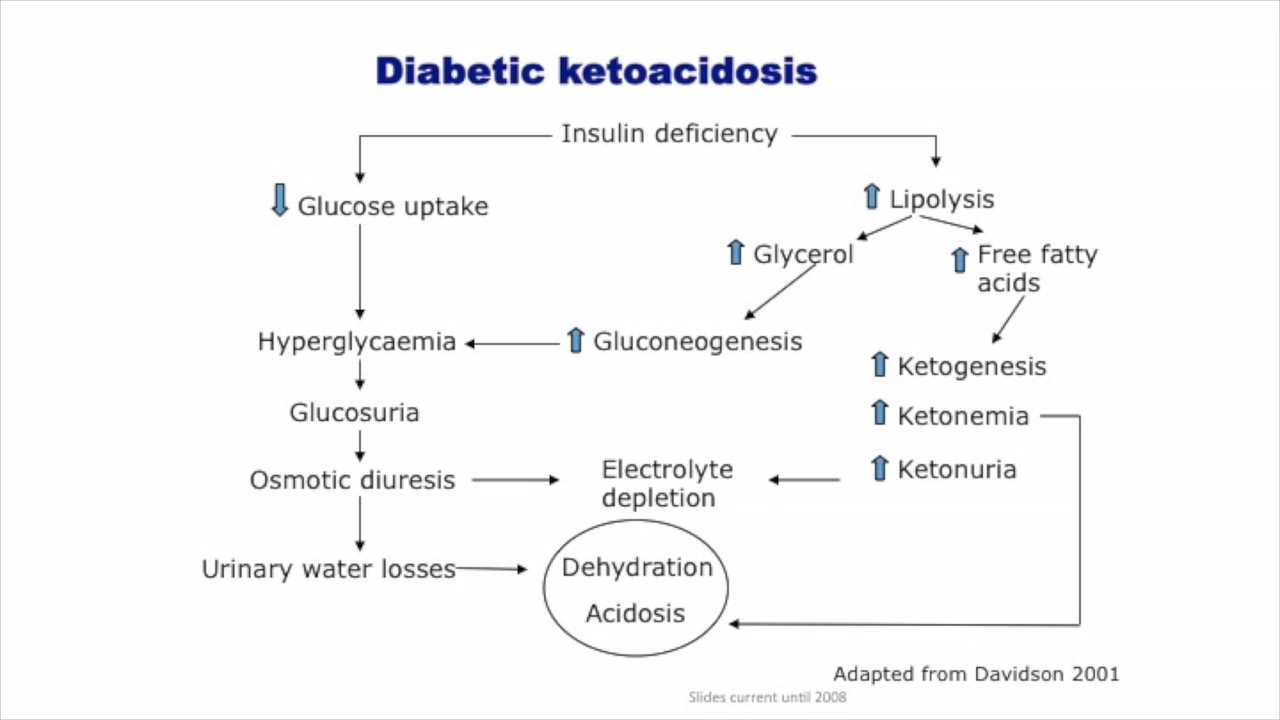 Diabetic ketoacidosis
Insulin deficiency
Glucose uptake
Lipolysis
Glycerol
Free fatty
acids
Hyperglycaemia
Gluconeogenesis
Ketogenesis
Glucosuria
Ketonemia
Osmotic diuresis
Electrolyte
depletion
Ketonuria
Urinary water losses
Dehydration
Acidosis
Adapted from Davidson 2001
Slides current until 2008